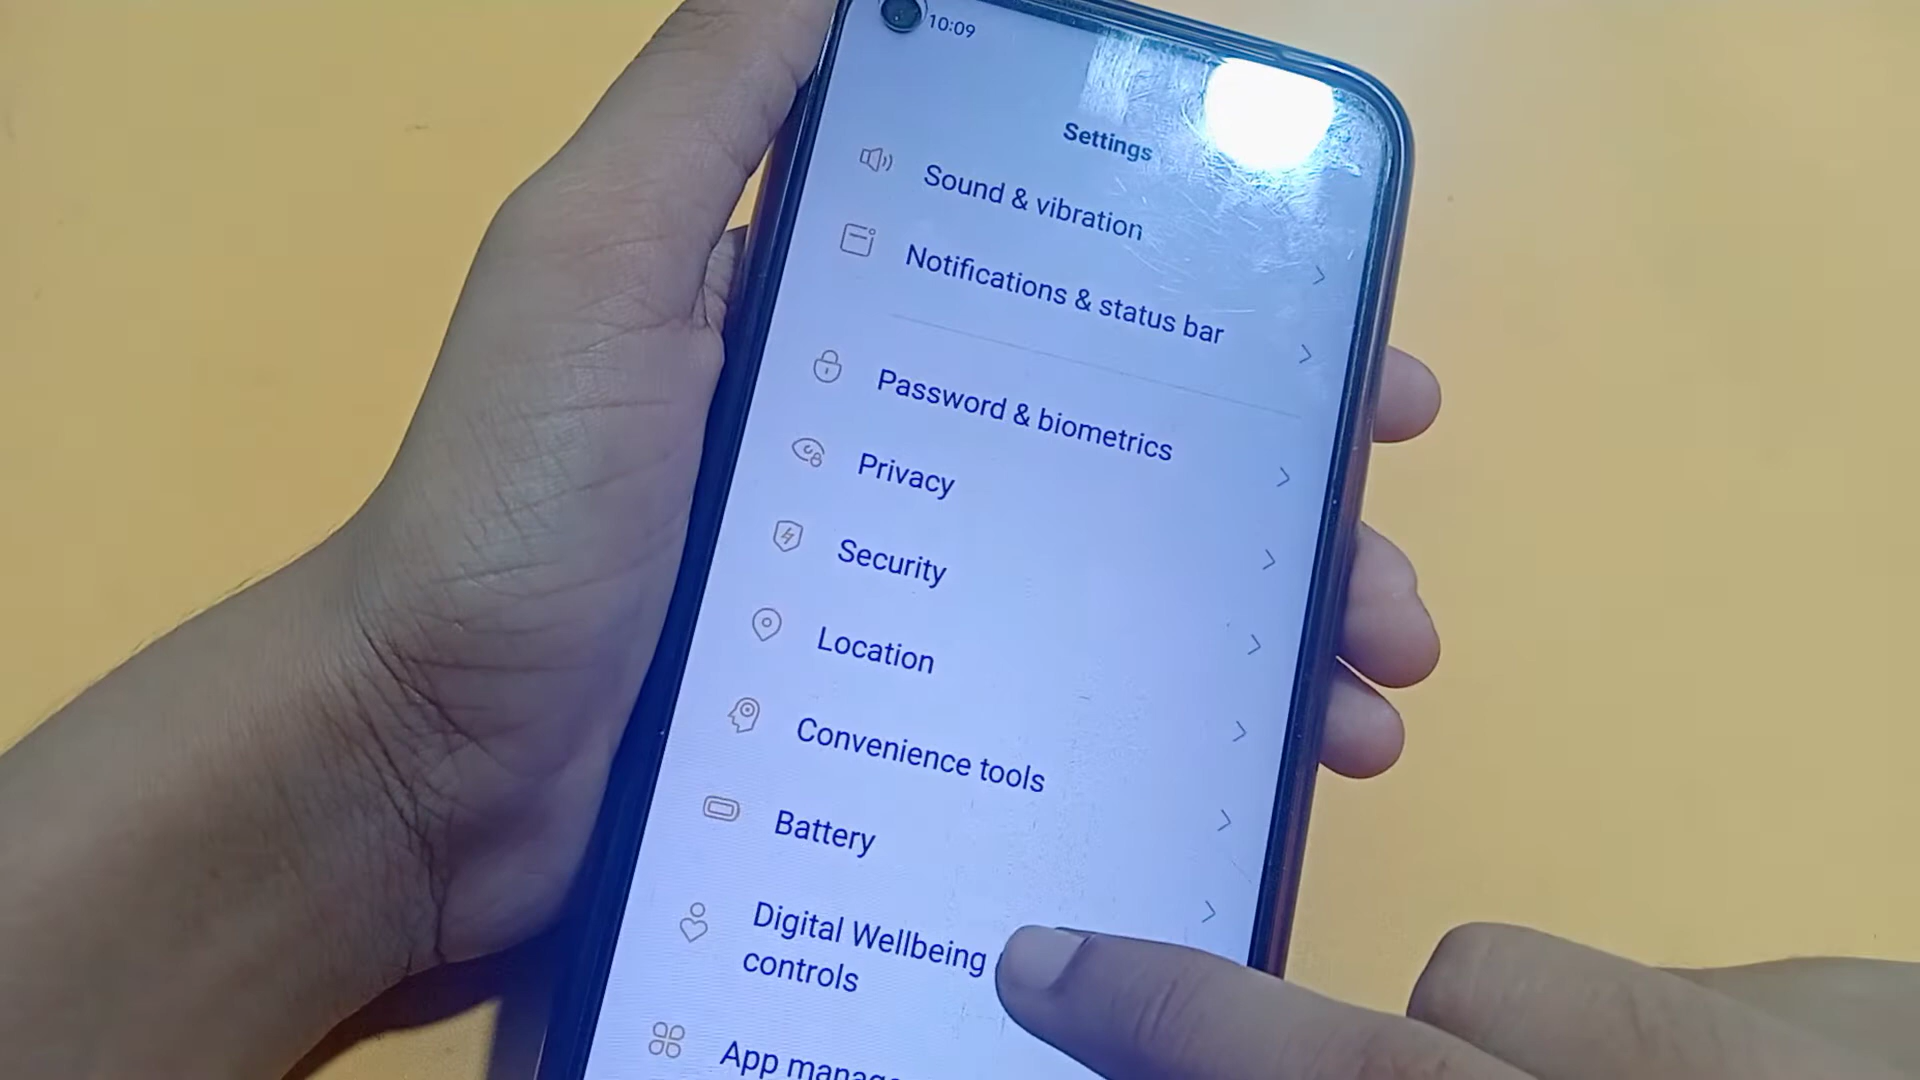 10:09
Settings
Sound & vibration
Notifications & status bar
Password & biometrics
Privacy
Security
Location
Convenience tools
Battery
Digital Wellbeing
controls
App